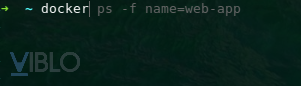 ➜ ~ docker ps -f name=web-app
VIBLO